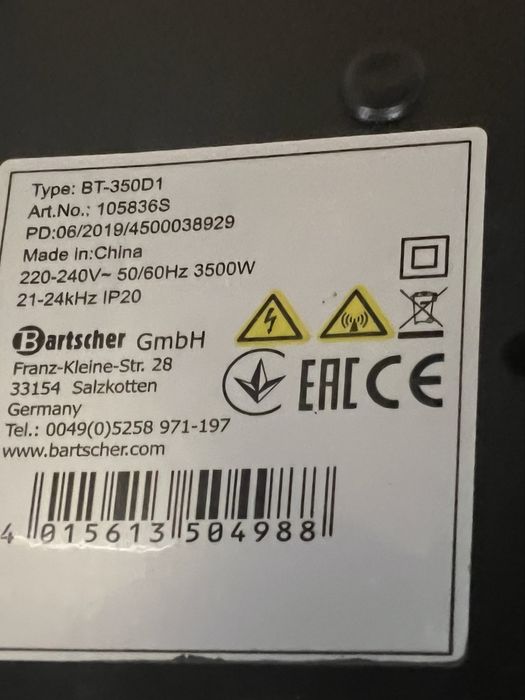 Type: BT-350D1
Art.No.: 105836S
PD:06/2019/4500038929
Made In:China
220-240V~ 50/60Hz 3500W
21-24kHz IP20
Bartscher GmbH
Franz-Kleine-Str. 28
33154 Salzkotten
Germany
Tel.: 0049(0)5258 971-197
www.bartscher.com
EAC CE
4 015613 504988